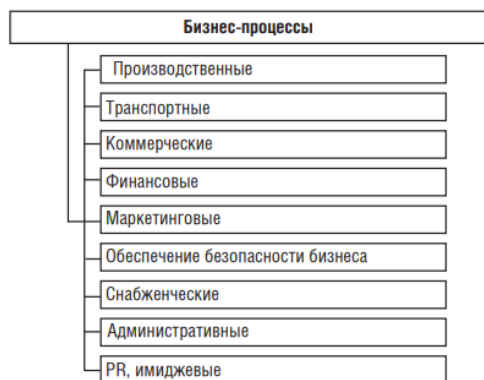 Бизнес-процессы
Производственные
Транспортные
Коммерческие
Финансовые
Маркетинговые
Обеспечение безопасности бизнеса
Снабженческие
Административные
PR, имиджевые